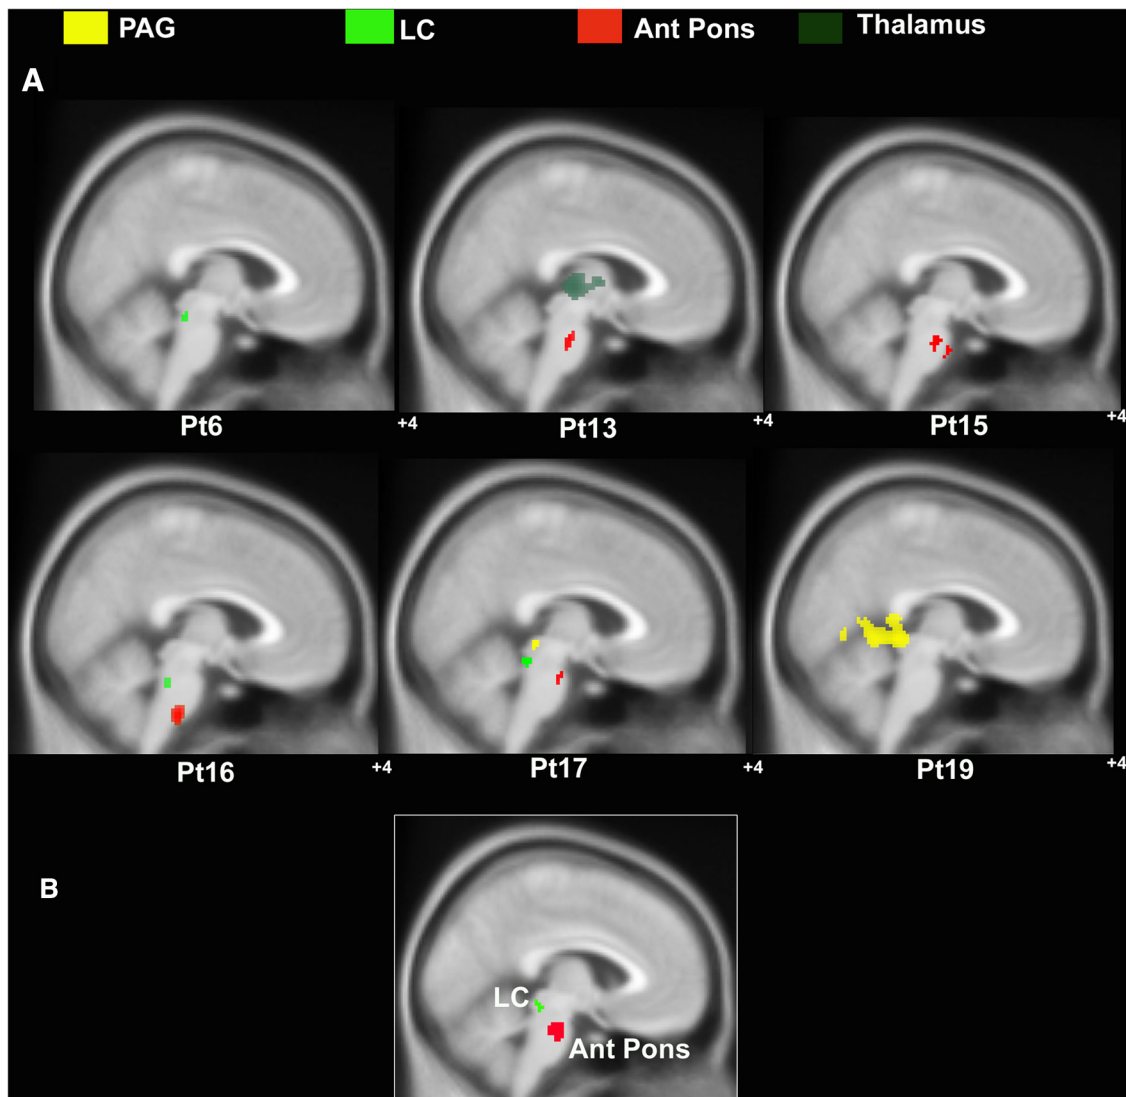 PAG LC Ant Pons Thalamus
A
Pt6 +4 Pt13 +4 Pt15 +4
Pt16 +4 Pt17 +4 Pt19 +4
B
LC
Ant Pons